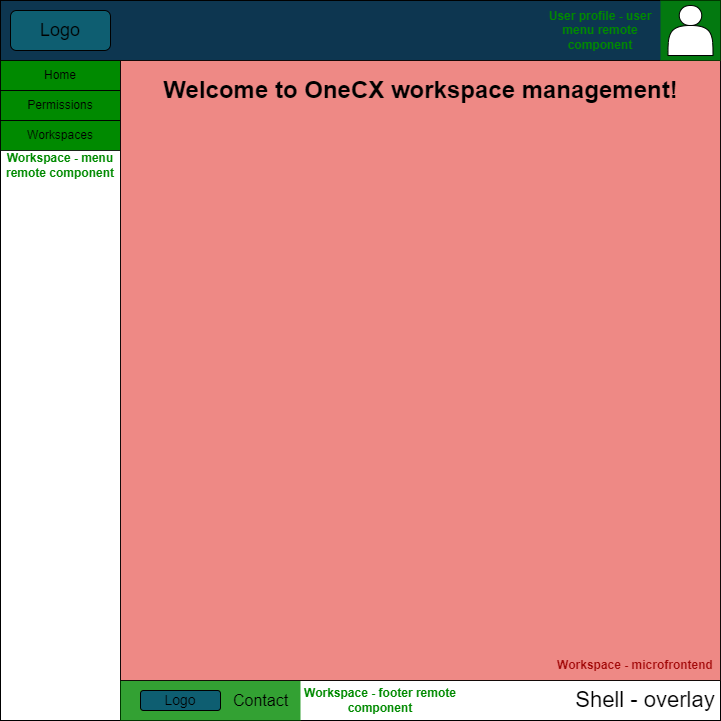 Logo
User profile - user
menu remote
component
Home
Permissions
Workspaces
Workspace - menu
remote component
Welcome to OneCX workspace management!
Workspace - microfrontend
Logo
Contact
Workspace - footer remote
component
Shell - overlay